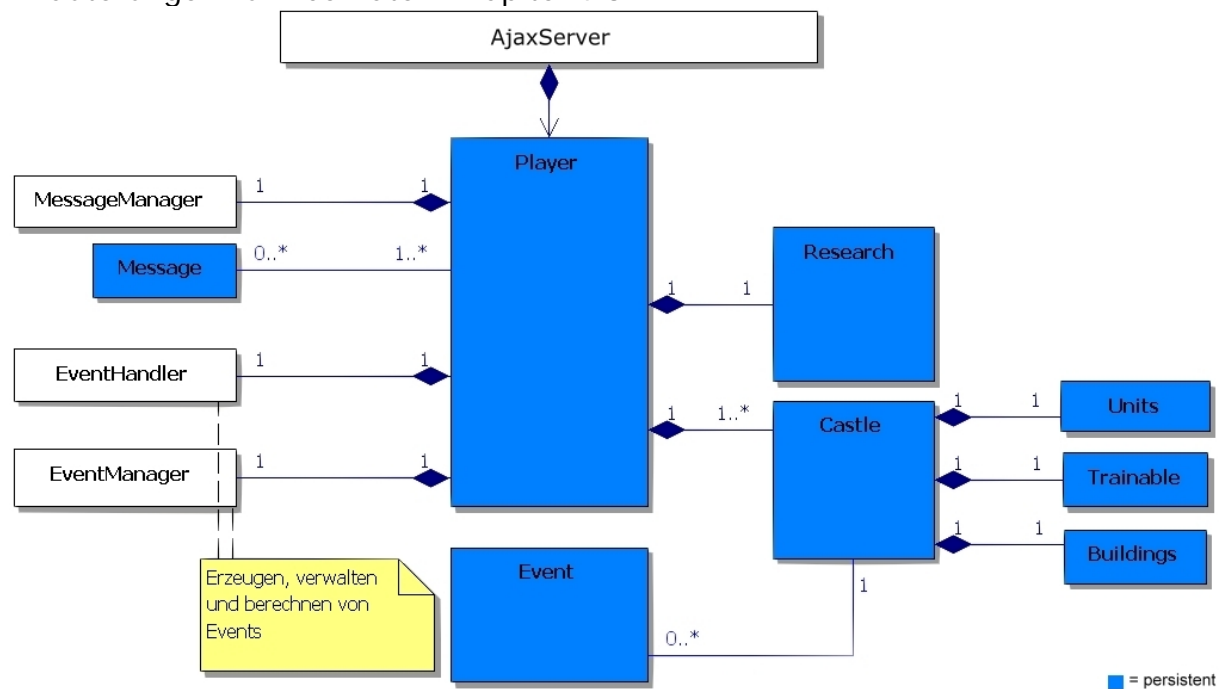 AjaxServer
Player
MessageManager
1
1
Message
0..*
1..*
Research
1
1
EventHandler
1
1
Castle
1
1..*
Units
1
1
EventManager
1
1
Trainable
1
1
Buildings
1
1
Erzeugen, verwalten
und berechnen von
Events
Event
1
0..*
= persistent